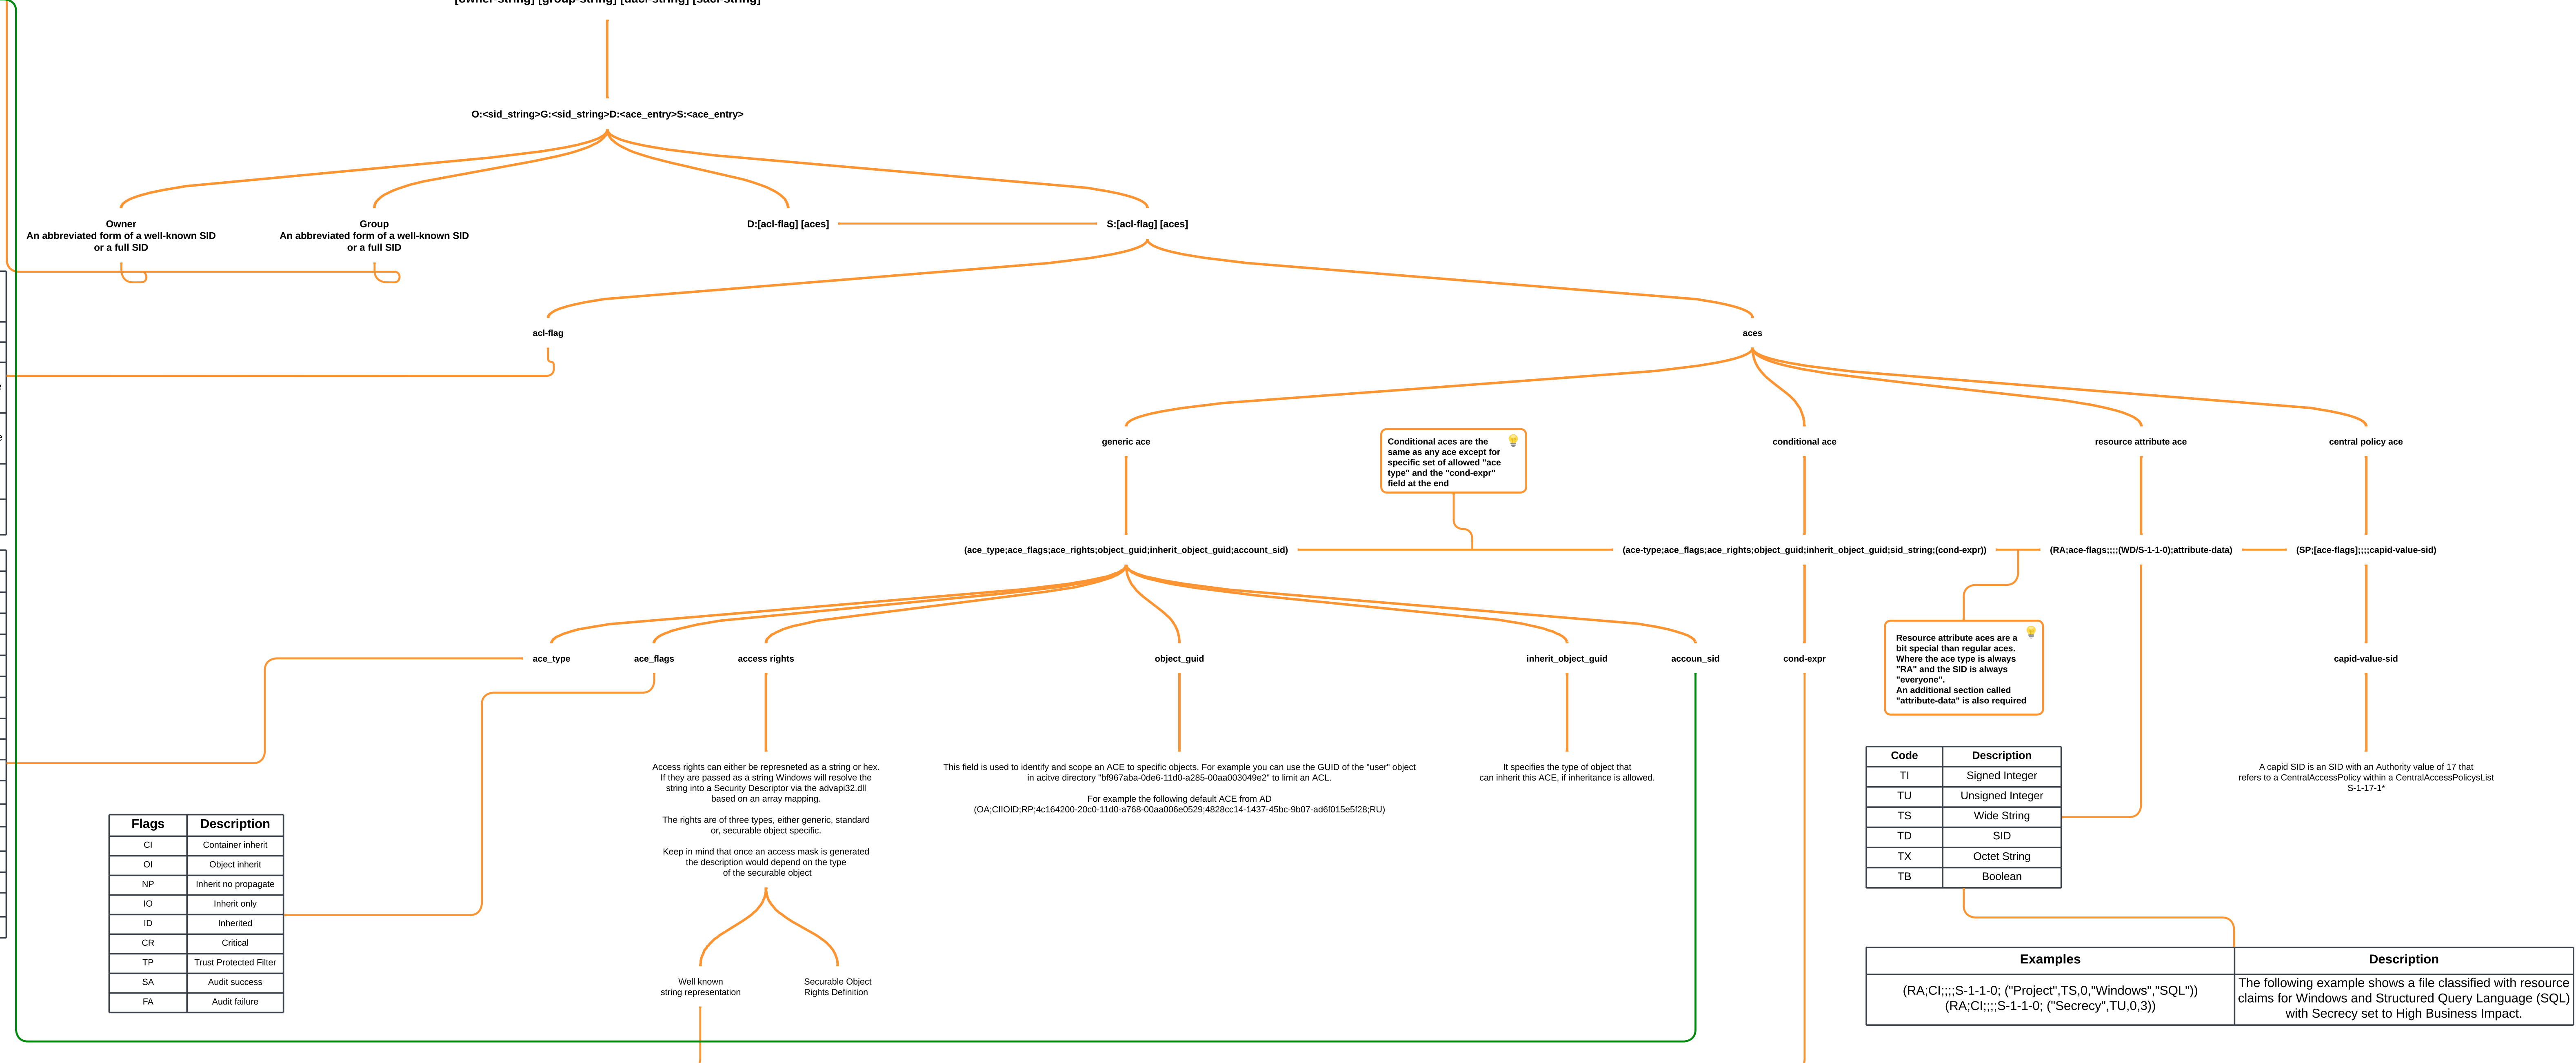 [owner-string] [group-string] [dacl-string] [sacl-string]
O:<sid_string>G:<sid_string>D:<ace_entry>S:<ace_entry>
Owner
An abbreviated form of a well-known SID
or a full SID
Group
An abbreviated form of a well-known SID
or a full SID
D:[acl-flag] [aces]
S:[acl-flag] [aces]
acl-flag
aces
generic ace
Conditional aces are the
same as any ace except for
specific set of allowed "ace
type" and the "cond-expr"
field at the end
conditional ace
resource attribute ace
central policy ace
(ace_type;ace_flags;ace_rights;object_guid;inherit_object_guid;account_sid)
(ace-type;ace_flags;ace_rights;object_guid;inherit_object_guid;sid_string;(cond-expr))
(RA;ace-flags;;;;(WD/S-1-1-0);attribute-data)
(SP;[ace-flags];;;;capid-value-sid)
ace_type
ace_flags
access rights
object_guid
inherit_object_guid
accoun_sid
cond-expr
Resource attribute aces are a
bit special than regular aces.
Where the ace type is always
"RA" and the SID is always
"everyone".
An additional section called
"attribute-data" is also required
capid-value-sid
Access rights can either be represneted as a string or hex.
If they are passed as a string Windows will resolve the
string into a Security Descriptor via the advapi32.dll
based on an array mapping.
The rights are of three types, either generic, standard
or, securable object specific.
Keep in mind that once an access mask is generated
the description would depend on the type
of the securable object
This field is used to identify and scope an ACE to specific objects. For example you can use the GUID of the "user" object
in acitve directory "bf967aba-0de6-11d0-a285-00aa003049e2" to limit an ACL.
For example the following default ACE from AD
(OA;CIIOID;RP;4c164200-20c0-11d0-a768-00aa006e0529;4828cc14-1437-45bc-9b07-ad6f015e5f28;RU)
It specifies the type of object that
can inherit this ACE, if inheritance is allowed.
Code Description
TI Signed Integer
TU Unsigned Integer
TS Wide String
TD SID
TX Octet String
TB Boolean
A capid SID is an SID with an Authority value of 17 that
refers to a CentralAccessPolicy within a CentralAccessPolicysList
S-1-17-1*
Flags Description
CI Container inherit
OI Object inherit
NP Inherit no propagate
IO Inherit only
ID Inherited
CR Critical
TP Trust Protected Filter
SA Audit success
FA Audit failure
Well known
string representation
Securable Object
Rights Definition
Examples Description
(RA;CI;;;;S-1-1-0; ("Project",TS,0,"Windows","SQL"))
(RA;CI;;;;S-1-1-0; ("Secrecy",TU,0,3))
The following example shows a file classified with resource
claims for Windows and Structured Query Language (SQL)
with Secrecy set to High Business Impact.